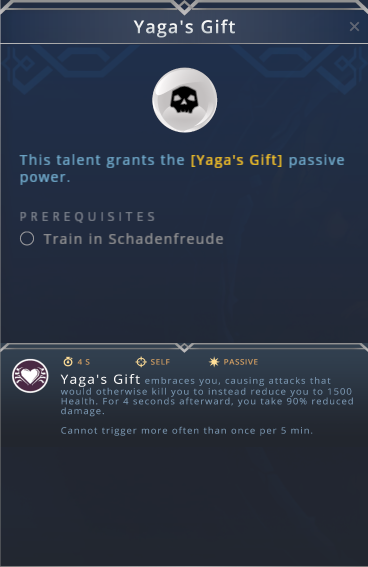 Yaga's Gift
This talent grants the [Yaga's Gift] passive
power.
PREREQUISITES
Train in Schadenfreude
4 S SELF PASSIVE
Yaga's Gift embraces you, causing attacks that
would otherwise kill you to instead reduce you to 1500
Health. For 4 seconds afterward, you take 90% reduced
damage.
Cannot trigger more often than once per 5 min.